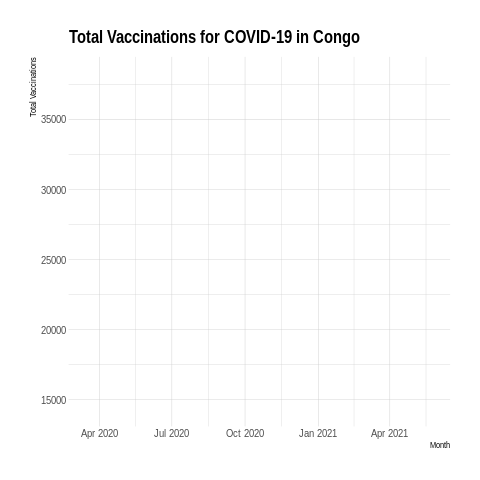 Total Vaccinations for COVID-19 in Congo
Total Vaccinations
35000
30000
25000
20000
15000
Apr 2020 Jul 2020 Oct 2020 Jan 2021 Apr 2021
Month